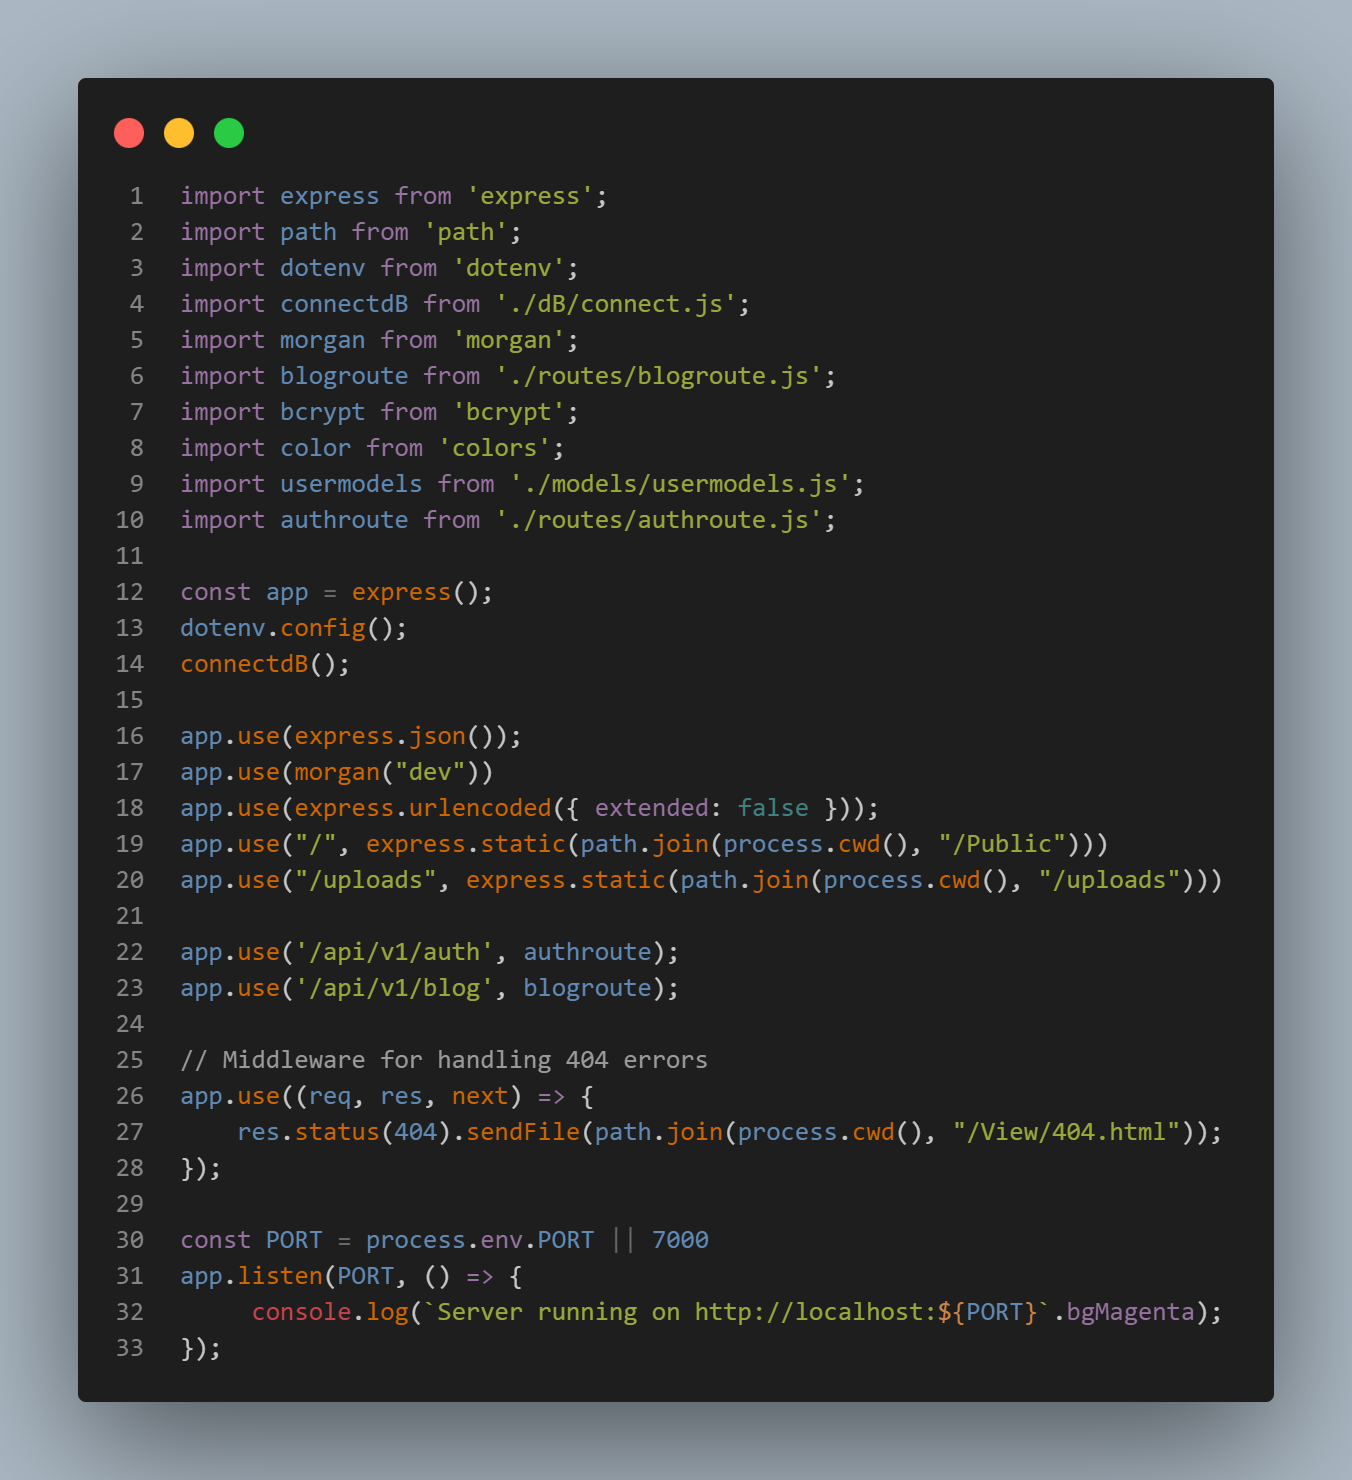 1 import express from 'express';
2 import path from 'path';
3 import dotenv from 'dotenv';
4 import connectdB from './dB/connect.js';
5 import morgan from 'morgan';
6 import blogroute from './routes/blogroute.js';
7 import bcrypt from 'bcrypt';
8 import color from 'colors';
9 import usermodels from './models/usermodels.js';
10 import authroute from './routes/authroute.js';
11
12 const app = express();
13 dotenv.config();
14 connectdB();
15
16 app.use(express.json());
17 app.use(morgan("dev"))
18 app.use(express.urlencoded({ extended: false }));
19 app.use("/", express.static(path.join(process.cwd(), "/Public")))
20 app.use("/uploads", express.static(path.join(process.cwd(), "/uploads")))
21
22 app.use('/api/v1/auth', authroute);
23 app.use('/api/v1/blog', blogroute);
24
25 // Middleware for handling 404 errors
26 app.use((req, res, next) => {
27     res.status(404).sendFile(path.join(process.cwd(), "/View/404.html"));
28 });
29
30 const PORT = process.env.PORT || 7000
31 app.listen(PORT, () => {
32      console.log(`Server running on http://localhost:${PORT}`.bgMagenta);
33 });